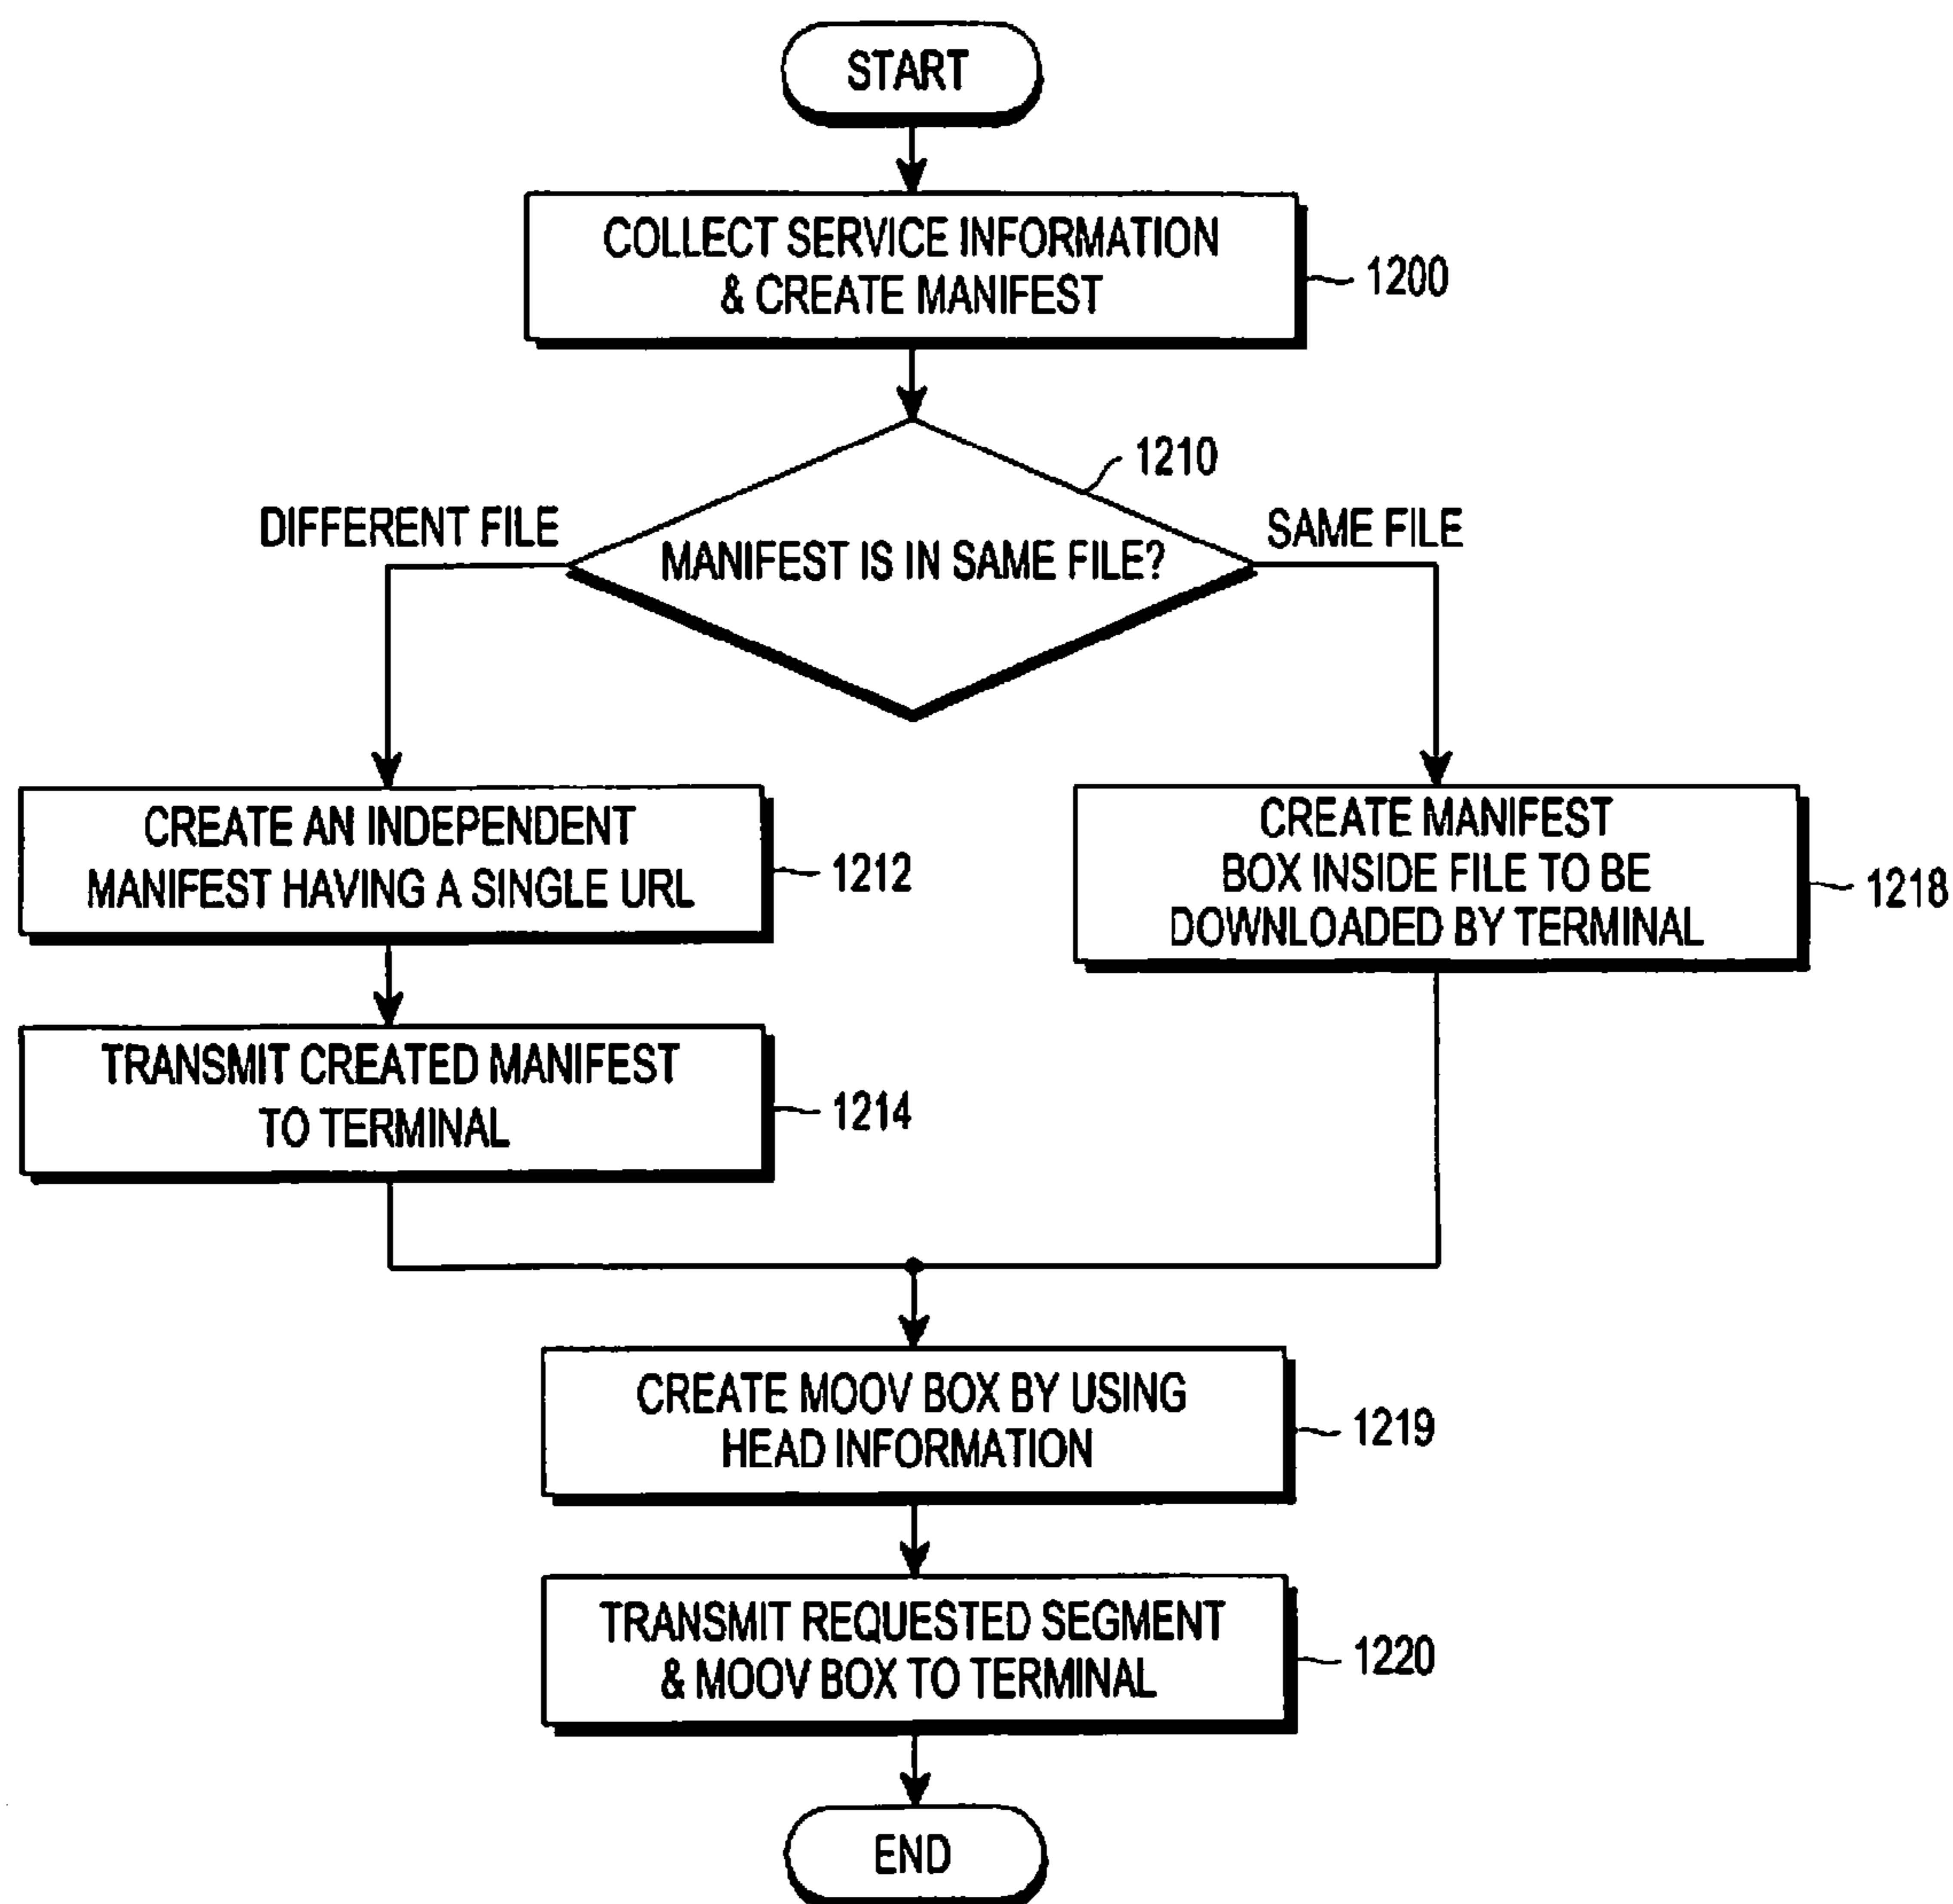 START
COLLECT SERVICE INFORMATION
& CREATE MANIFEST
1200
1210
DIFFERENT FILE
MANIFEST IS IN SAME FILE?
SAME FILE
CREATE AN INDEPENDENT
MANIFEST HAVING A SINGLE URL
1212
CREATE MANIFEST
BOX INSIDE FILE TO BE
DOWNLOADED BY TERMINAL
1218
TRANSMIT CREATED MANIFEST
TO TERMINAL
1214
CREATE MOOV BOX BY USING
HEAD INFORMATION
1219
TRANSMIT REQUESTED SEGMENT
& MOOV BOX TO TERMINAL
1220
END